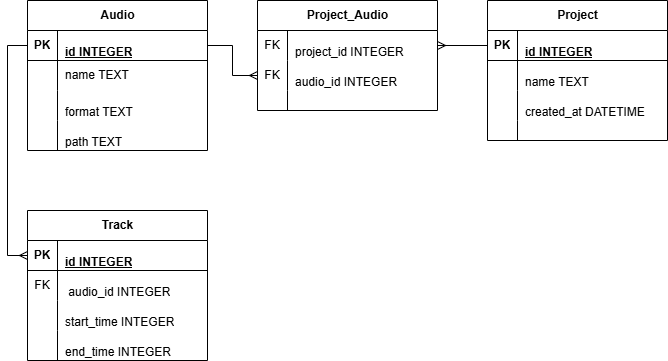 Audio
PK id INTEGER
name TEXT
format TEXT
path TEXT
Project_Audio
FK project_id INTEGER
FK audio_id INTEGER
Project
PK id INTEGER
name TEXT
created_at DATETIME
Track
PK id INTEGER
FK audio_id INTEGER
start_time INTEGER
end_time INTEGER